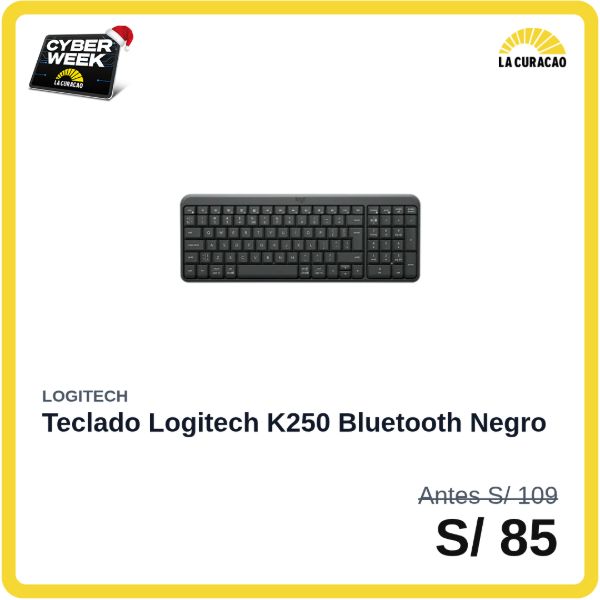 CYBER
WEEK
LA CURACAO
LA CURACAO
LOGITECH
Teclado Logitech K250 Bluetooth Negro
Antes S/ 109
S/ 85